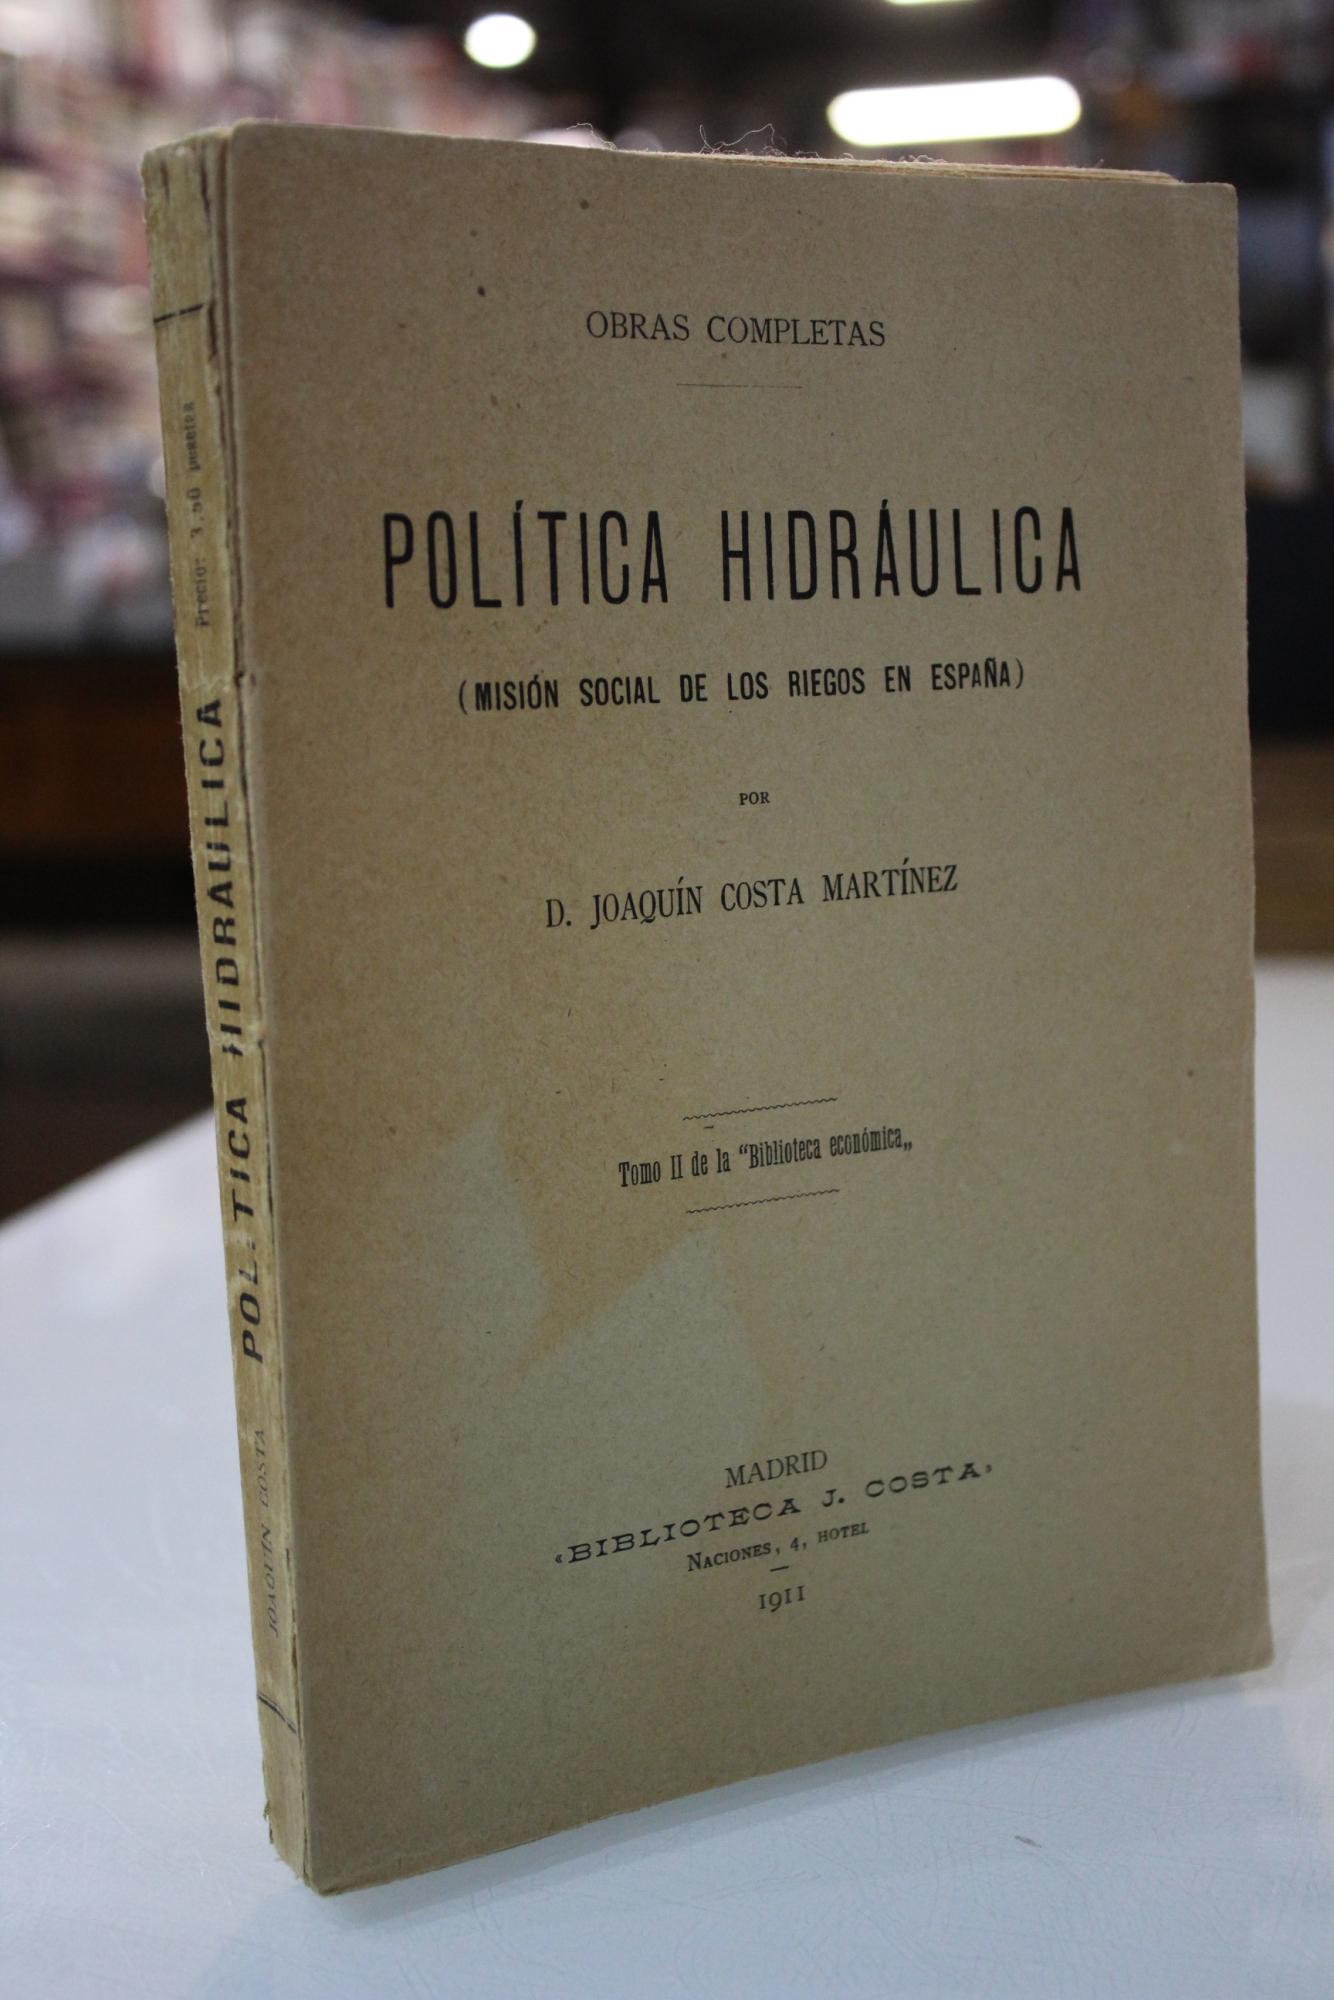 OBRAS COMPLETAS
POLÍTICA HIDRÁULICA
(MISIÓN SOCIAL DE LOS RIEGOS EN ESPAÑA)
POR
D. JOAQUÍN COSTA MARTÍNEZ
Tomo II de la “Biblioteca económica„
MADRID
«BIBLIOTECA J. COSTA»
NACIONES, 4, HOTEL
1911
JOAQUÍN COSTA
POLÍTICA HIDRÁULICA
Precio: 3,50 pesetas